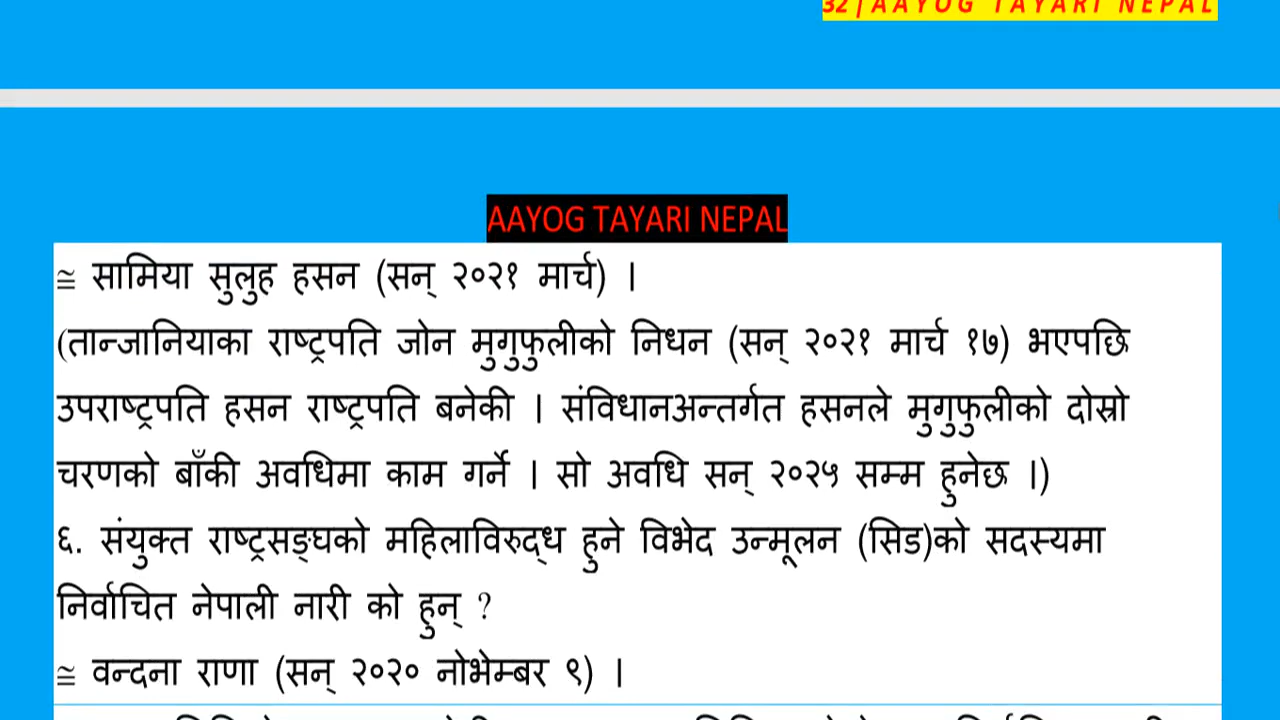 32 | AAYOG TAYARI NEPAL
AAYOG TAYARI NEPAL
≅ सामिया सुलुह हसन (सन् २०२१ मार्च) ।
(तान्जानियाका राष्ट्रपति जोन मुगुफुलीको निधन (सन् २०२१ मार्च १७) भएपछि
उपराष्ट्रपति हसन राष्ट्रपति बनेकी । संविधानअन्तर्गत हसनले मुगुफुलीको दोस्रो
चरणको बाँकी अवधिमा काम गर्ने । सो अवधि सन् २०२५ सम्म हुनेछ ।)
६. संयुक्त राष्ट्रसङ्घको महिलाविरुद्ध हुने विभेद उन्मूलन (सिड)को सदस्यमा
निर्वाचित नेपाली नारी को हुन् ?
≅ वन्दना राणा (सन् २०२० नोभेम्बर ९) ।